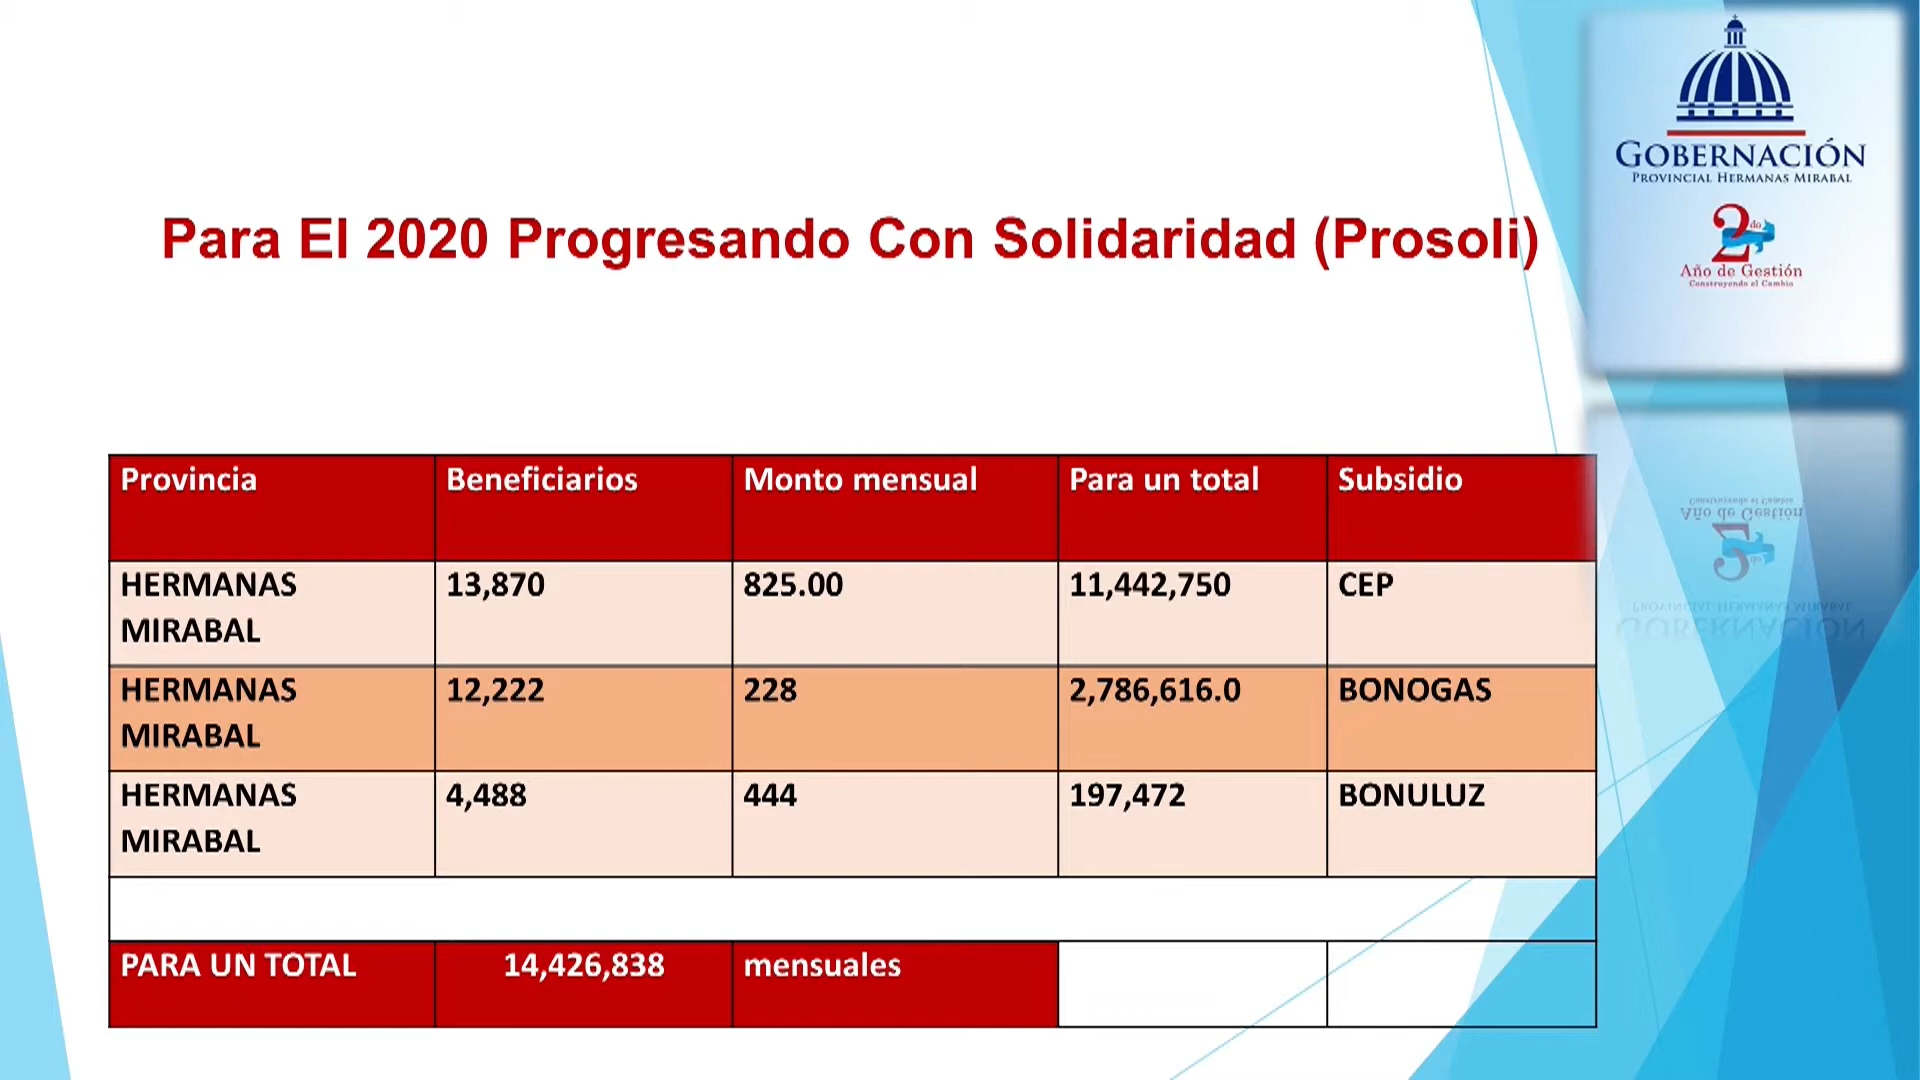 GOBERNACIÓN
PROVINCIAL HERMANAS MIRABAL
2do
Año de Gestión
Construyendo el Cambio
Para El 2020 Progresando Con Solidaridad (Prosoli)
Provincia Beneficiarios Monto mensual Para un total Subsidio
HERMANAS MIRABAL 13,870 825.00 11,442,750 CEP
HERMANAS MIRABAL 12,222 228 2,786,616.0 BONOGAS
HERMANAS MIRABAL 4,488 444 197,472 BONULUZ
PARA UN TOTAL 14,426,838 mensuales